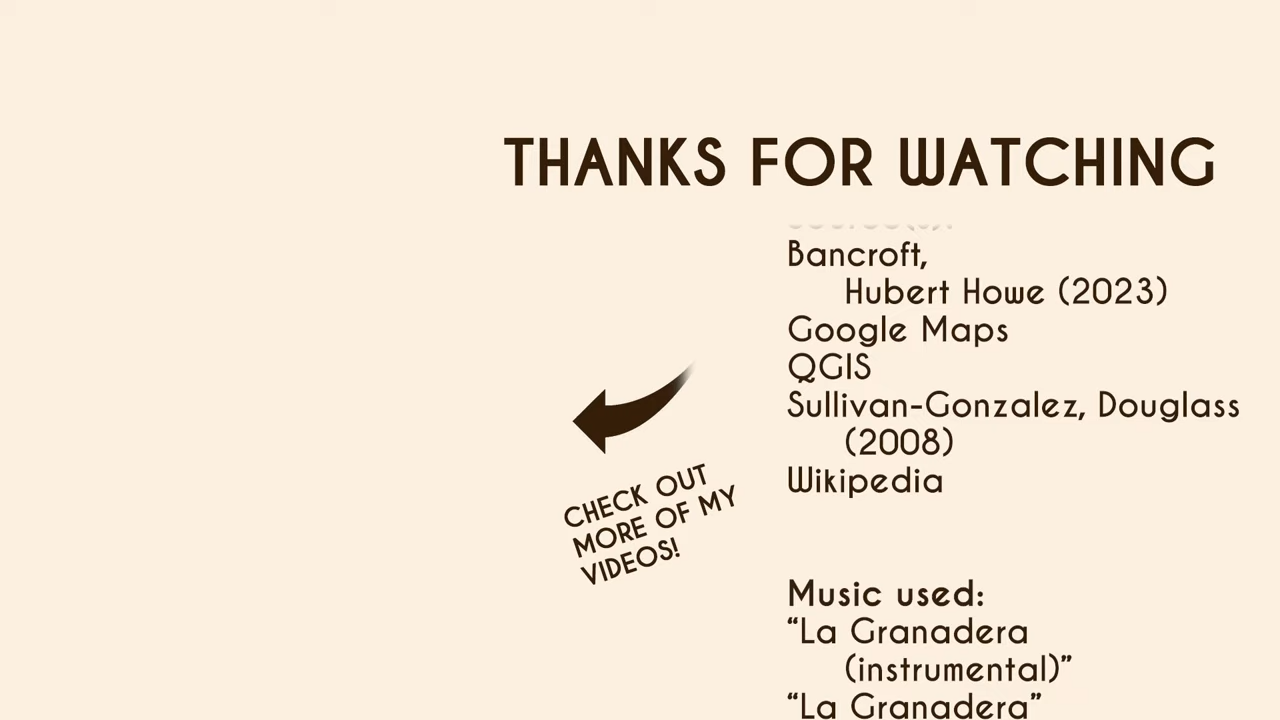 THANKS FOR WATCHING
Bancroft,
Hubert Howe (2023)
Google Maps
QGIS
Sullivan-Gonzalez, Douglass
(2008)
Wikipedia
CHECK OUT
MORE OF MY
VIDEOS!
Music used:
“La Granadera
(instrumental)”
“La Granadera”